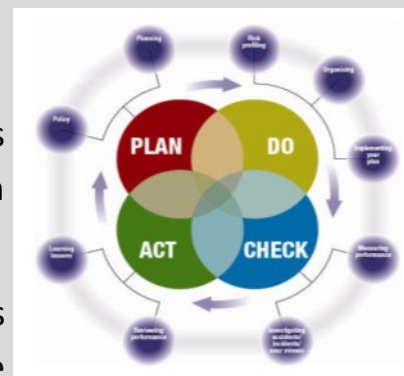 Planning
Risk
profiling
Organising
Policy
Implementing
your
plan
PLAN
DO
ACT
CHECK
Learning
lessons
Measuring
performance
Reviewing
performance
Investigating
accidents/
incidents/
near misses
s
s
e